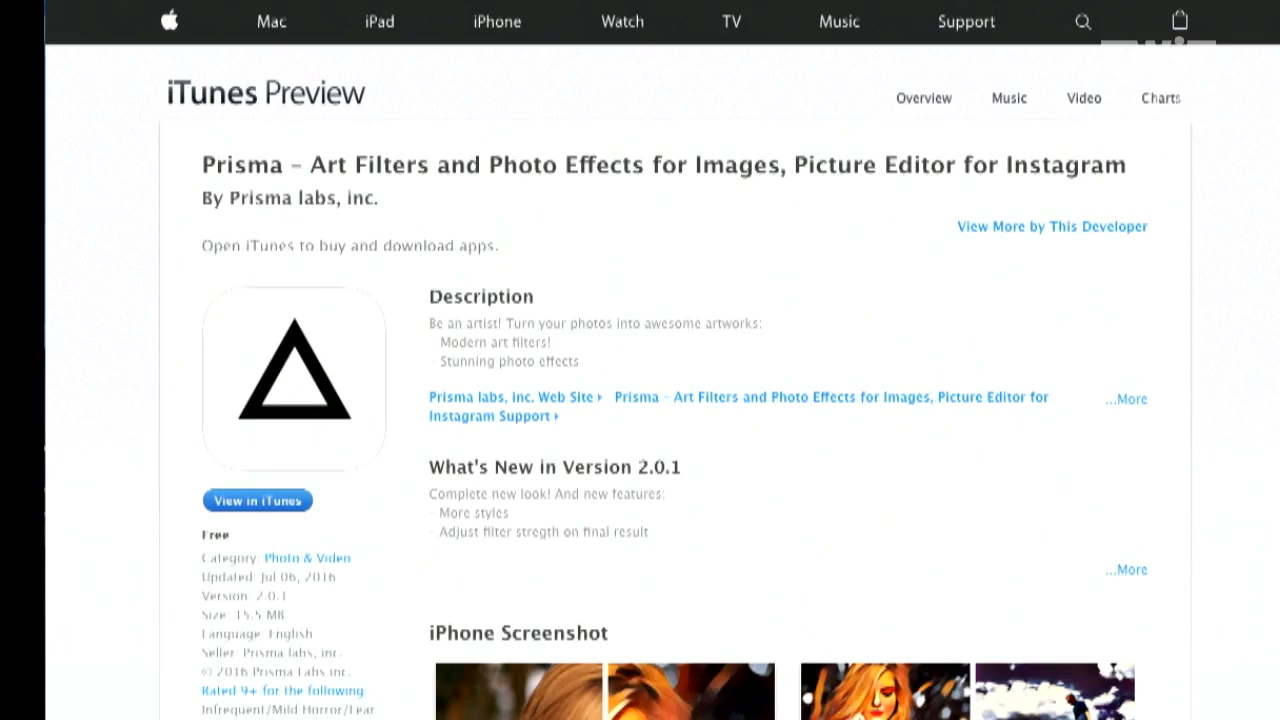 Mac iPad iPhone Watch TV Music Support
TWiT
iTunes Preview
Overview Music Video Charts
Prisma - Art Filters and Photo Effects for Images, Picture Editor for Instagram
By Prisma labs, inc.
View More by This Developer
Open iTunes to buy and download apps.
Description
Be an artist! Turn your photos into awesome artworks:
- Modern art filters!
- Stunning photo effects
Prisma labs, inc. Web Site Prisma - Art Filters and Photo Effects for Images, Picture Editor for
Instagram Support
...More
What's New in Version 2.0.1
Complete new look! And new features:
- More styles
- Adjust filter stregth on final result
...More
View in iTunes
Free
Category: Photo & Video
Updated: Jul 06, 2016
Version: 2.0.1
Size: 15.5 MB
Language: English
Seller: Prisma labs, inc.
© 2016 Prisma Labs inc.
Rated 9+ for the following:
Infrequent/Mild Horror/Fear
iPhone Screenshot